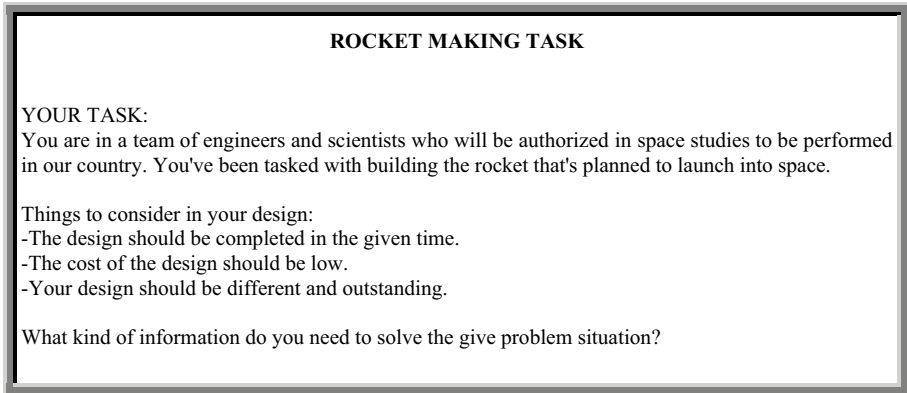 ROCKET MAKING TASK
YOUR TASK:
You are in a team of engineers and scientists who will be authorized in space studies to be performed
in our country. You've been tasked with building the rocket that's planned to launch into space.
Things to consider in your design:
-The design should be completed in the given time.
-The cost of the design should be low.
-Your design should be different and outstanding.
What kind of information do you need to solve the give problem situation?